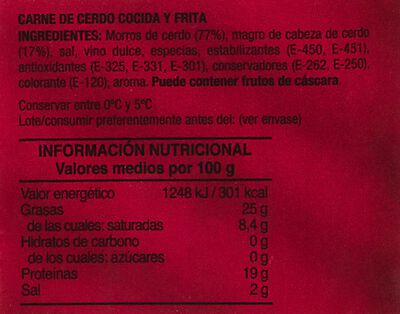 CARNE DE CERDO COCIDA Y FRITA
INGREDIENTES: Morros de cerdo (77%), magro de cabeza de cerdo
(17%), sal, vino dulce, especias, estabilizantes (E-450, E-451),
antioxidantes (E-325, E-331, E-301), conservadores (E-262, E-250),
colorante (E-120); aroma. Puede contener frutos de cáscara.
Conservar entre 0ºC y 5ºC
Lote/consumir preferentemente antes del: (ver envase)
INFORMACIÓN NUTRICIONAL
Valores medios por 100 g
Valor energético 1248 kJ / 301 kcal
Grasas 25 g
de las cuales: saturadas 8,4 g
Hidratos de carbono 0 g
de los cuales: azúcares 0 g
Proteínas 19 g
Sal 2 g